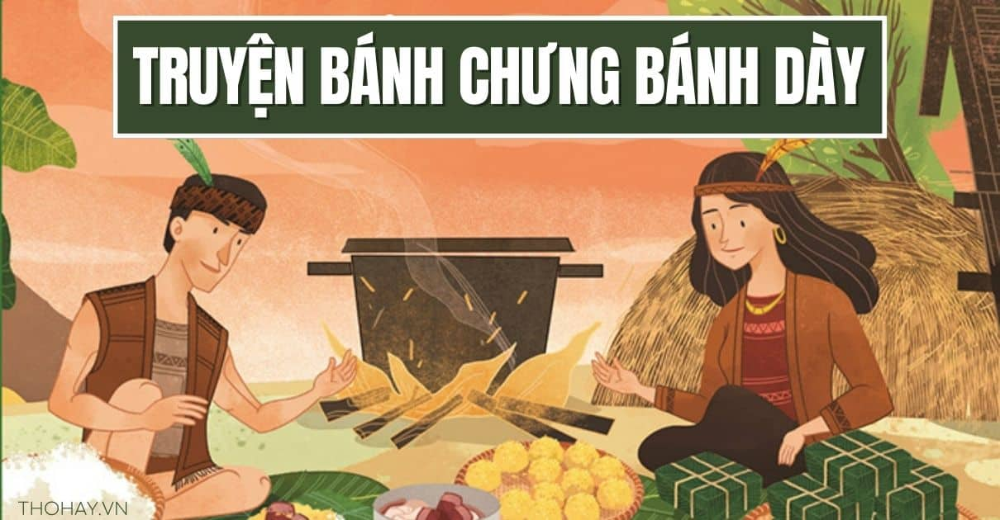 TRUYỆN BÁNH CHƯNG BÁNH DÀY
THOHAY.VN